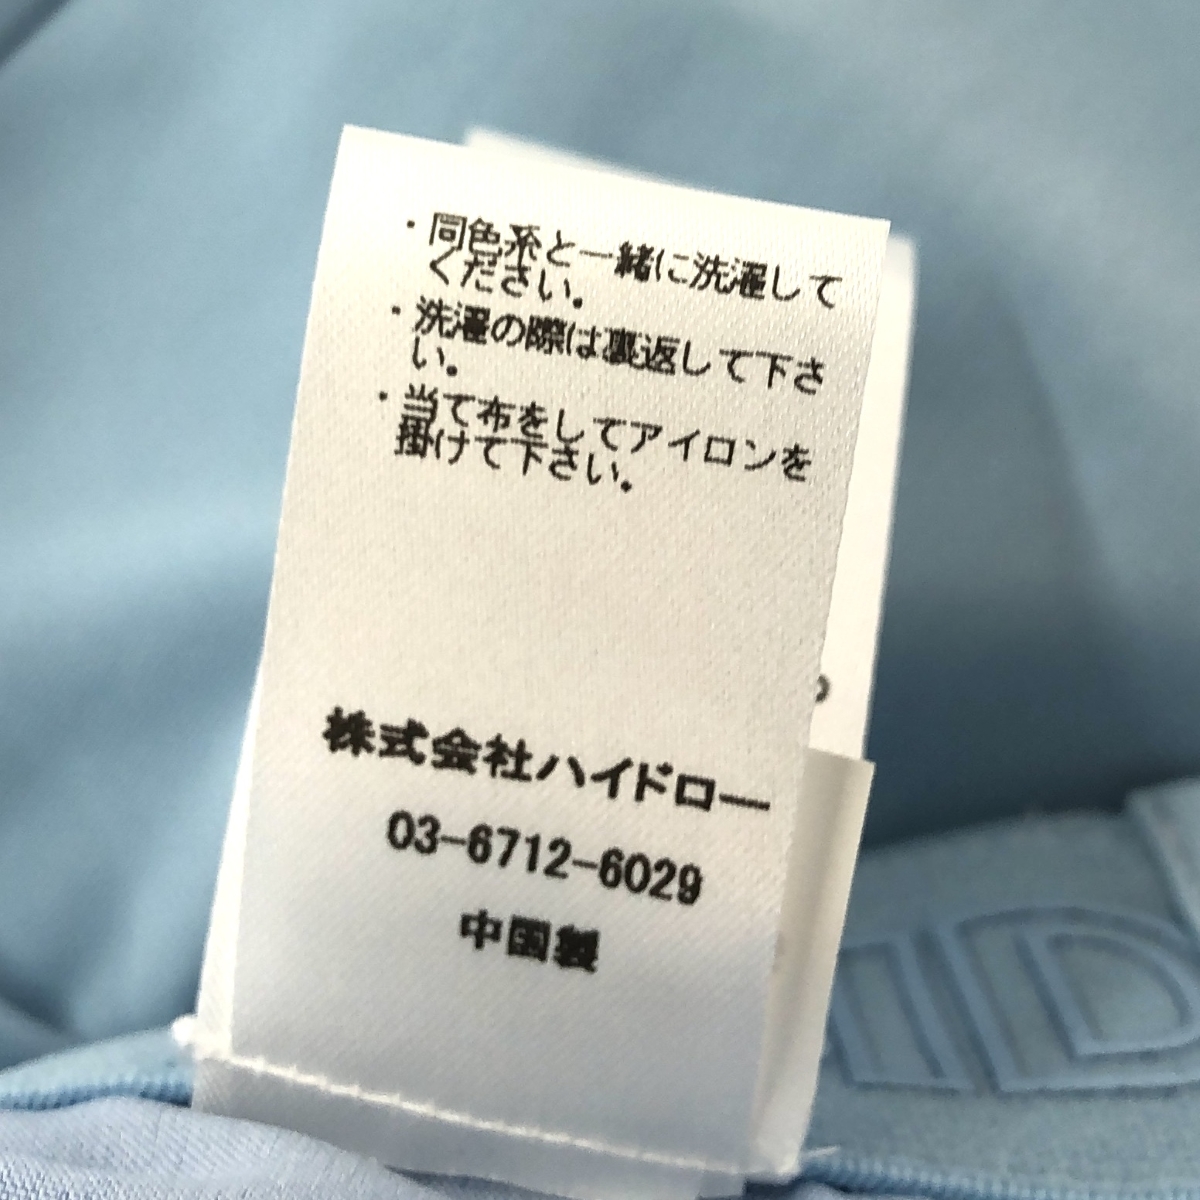 ・同色系と一緒に洗濯して
ください。
・洗濯の際は裏返して下さ
い。
・当て布をしてアイロンを
掛けて下さい。
株式会社ハイドロー
03-6712-6029
中国製